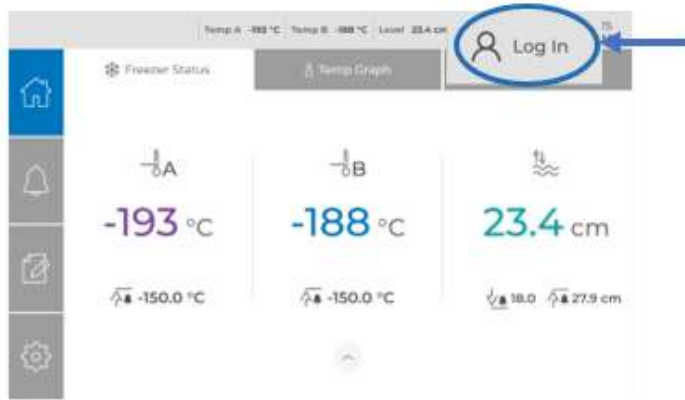 Temp A -193 °C Temp B -188 °C Level 23.4 cm
Log In
Freezer Status
Temp Graph
A
B
-193 °C
-188 °C
23.4 cm
-150.0 °C
-150.0 °C
18.0 27.9 cm